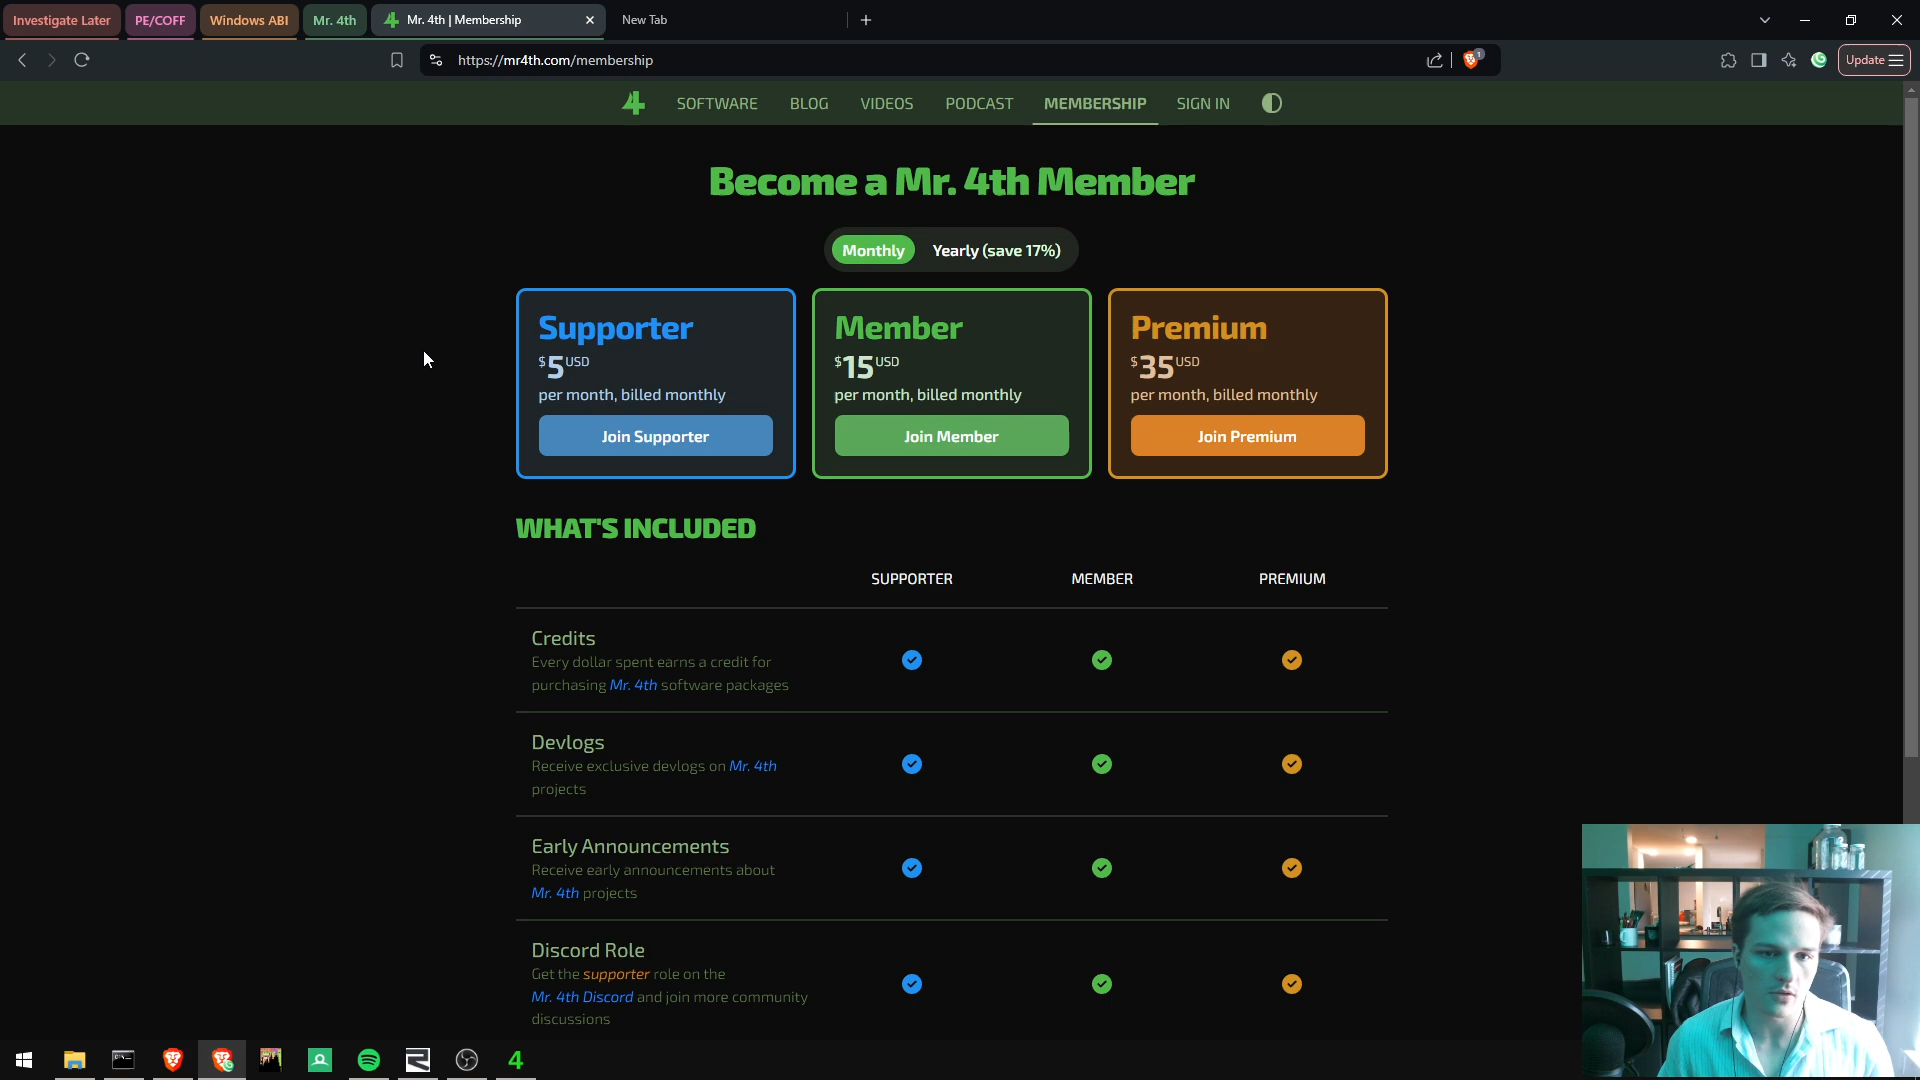 Investigate Later PE/COFF Windows ABI Mr. 4th Mr. 4th | Membership New Tab
https://mr4th.com/membership 1 Update
4 SOFTWARE BLOG VIDEOS PODCAST MEMBERSHIP SIGN IN
Become a Mr. 4th Member
Monthly Yearly (save 17%)
Supporter Member Premium
$5USD $15USD $35USD
per month, billed monthly per month, billed monthly per month, billed monthly
Join Supporter Join Member Join Premium
WHAT'S INCLUDED
SUPPORTER MEMBER PREMIUM
Credits
Every dollar spent earns a credit for
purchasing Mr. 4th software packages
Devlogs
Receive exclusive devlogs on Mr. 4th
projects
Early Announcements
Receive early announcements about
Mr. 4th projects
Discord Role
Get the supporter role on the
Mr. 4th Discord and join more community
discussions
4